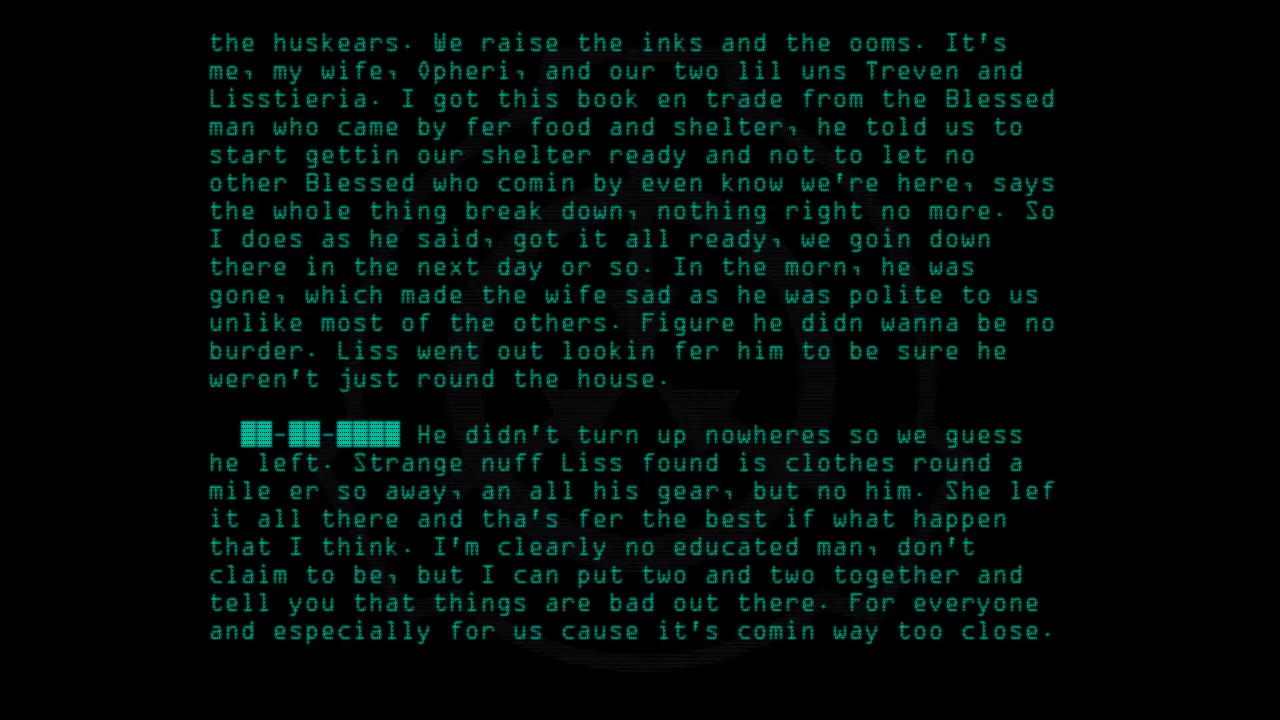 the huskears. We raise the inks and the ooms. It's
me, my wife, Opheri, and our two lil uns Treven and
Lisstieria. I got this book en trade from the Blessed
man who came by fer food and shelter, he told us to
start gettin our shelter ready and not to let no
other Blessed who comin by even know we're here, says
the whole thing break down, nothing right no more. So
I does as he said, got it all ready, we goin down
there in the next day or so. In the morn, he was
gone, which made the wife sad as he was polite to us
unlike most of the others. Figure he didn wanna be no
burder. Liss went out lookin fer him to be sure he
weren't just round the house.
▓▓-▓▓-▓▓▓▓ He didn't turn up nowheres so we guess
he left. Strange nuff Liss found is clothes round a
mile er so away, an all his gear, but no him. She lef
it all there and tha's fer the best if what happen
that I think. I'm clearly no educated man, don't
claim to be, but I can put two and two together and
tell you that things are bad out there. For everyone
and especially for us cause it's comin way too close.